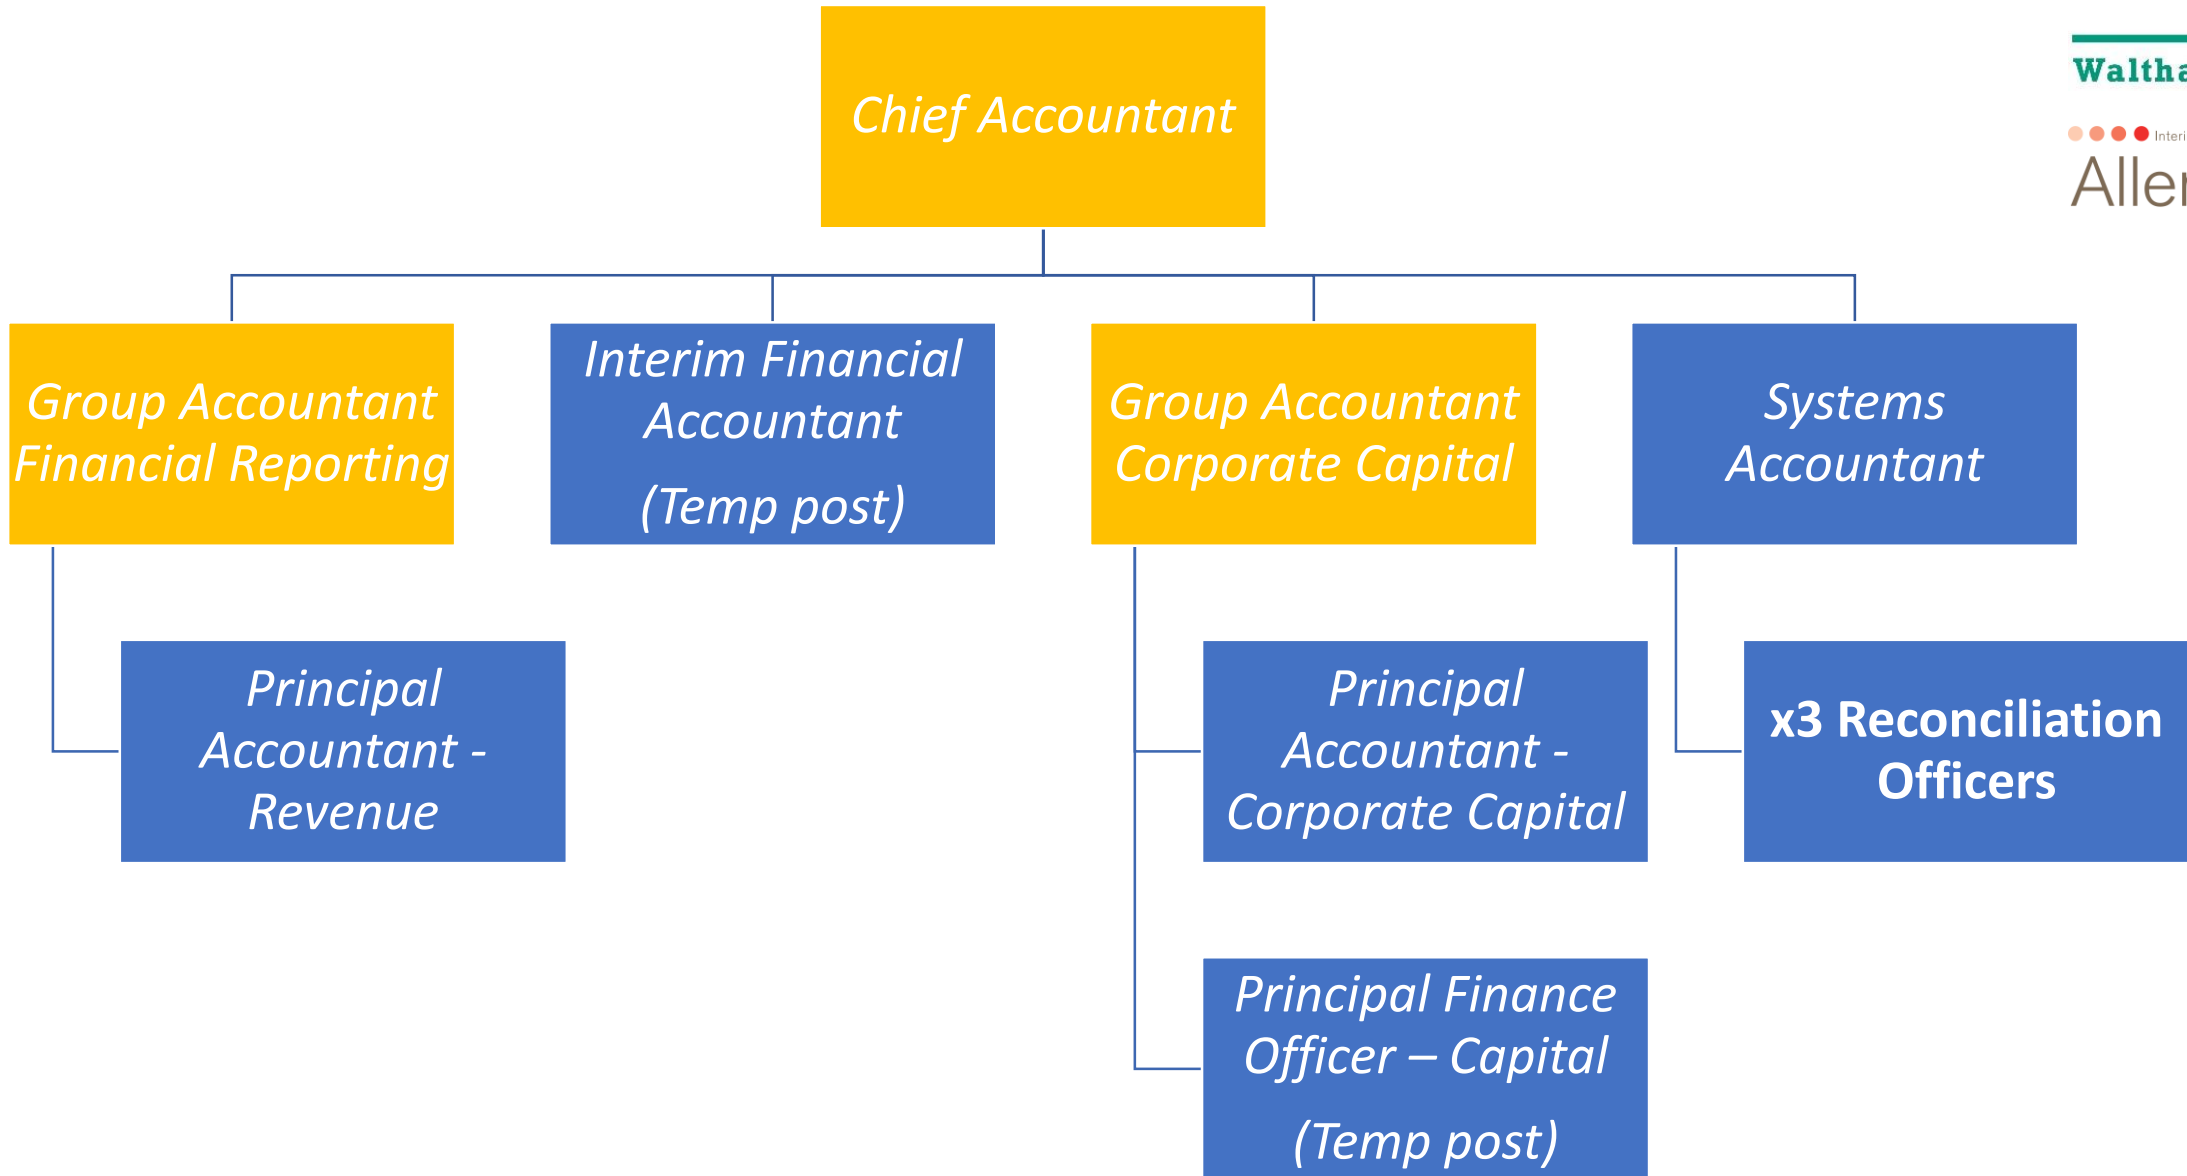 Chief Accountant
Group Accountant
Financial Reporting
Interim Financial
Accountant
(Temp post)
Group Accountant
Corporate Capital
Systems
Accountant
Principal
Accountant -
Revenue
Principal
Accountant -
Corporate Capital
x3 Reconciliation
Officers
Principal Finance
Officer – Capital
(Temp post)